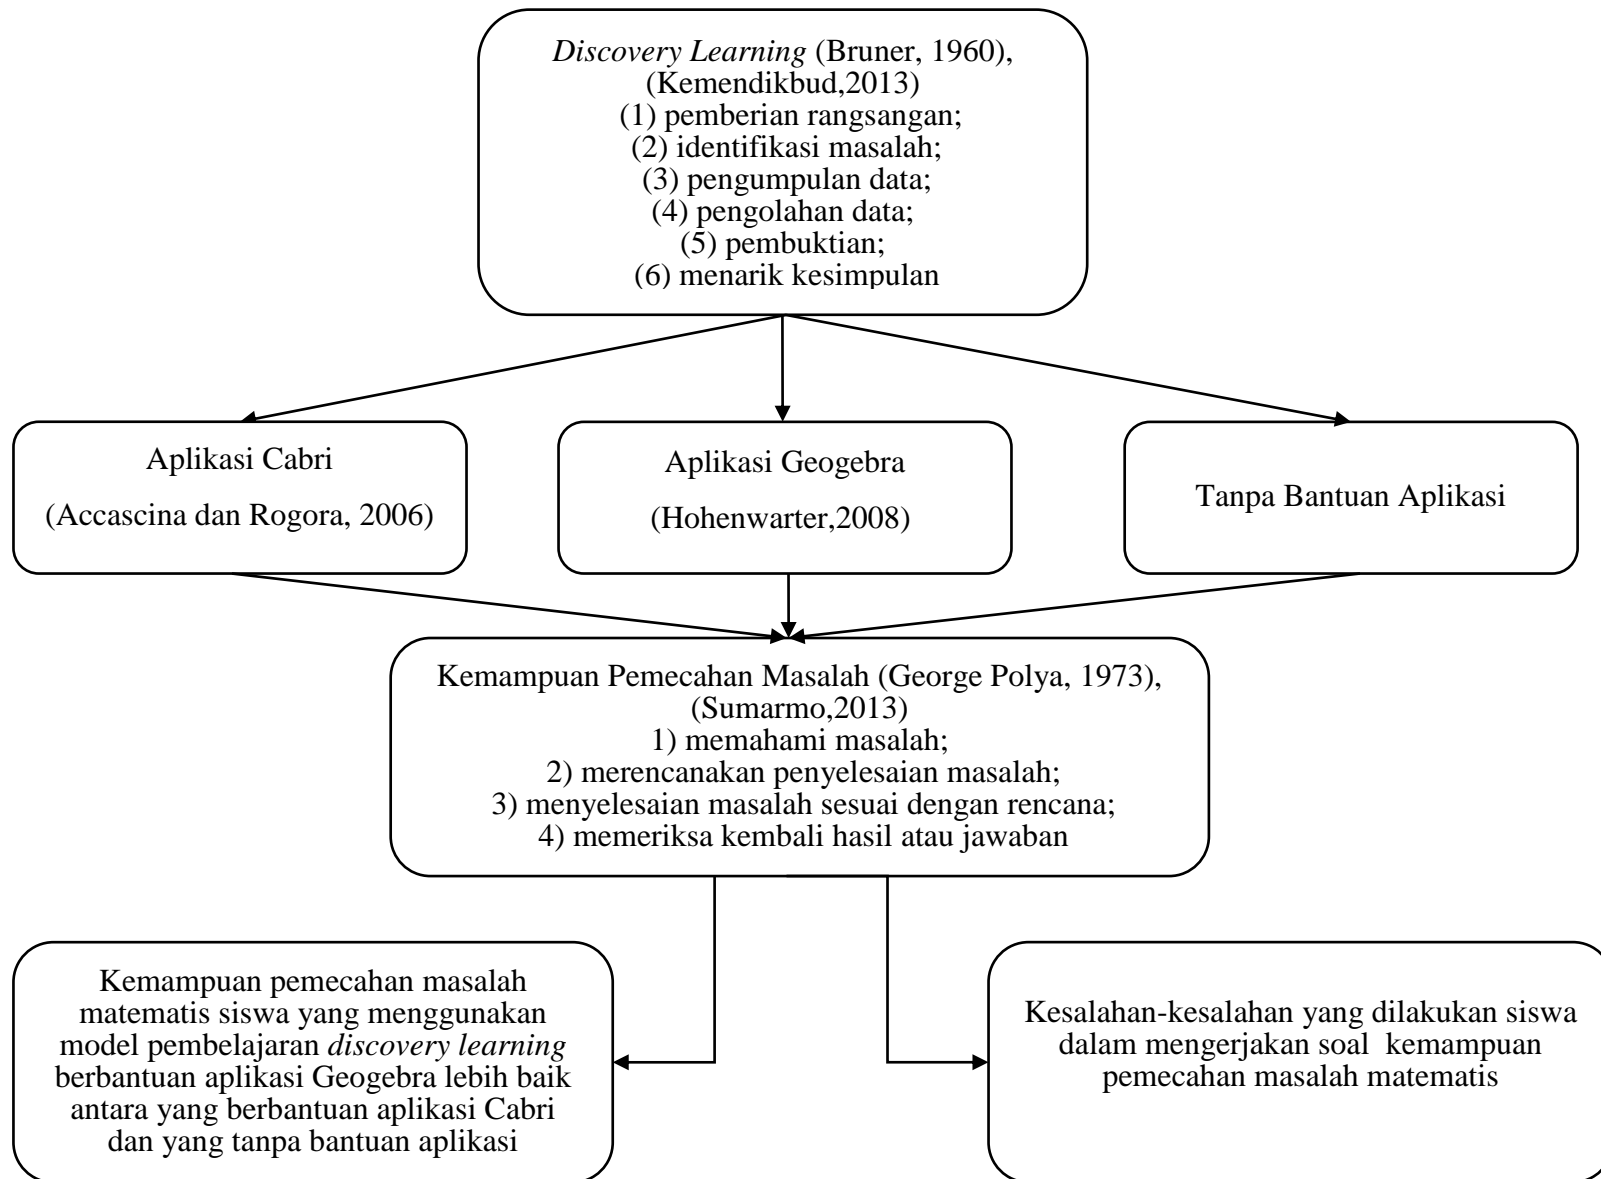 Discovery Learning (Bruner, 1960),
(Kemendikbud,2013)
(1) pemberian rangsangan;
(2) identifikasi masalah;
(3) pengumpulan data;
(4) pengolahan data;
(5) pembuktian;
(6) menarik kesimpulan
Aplikasi Cabri
(Accascina dan Rogora, 2006)
Aplikasi Geogebra
(Hohenwarter,2008)
Tanpa Bantuan Aplikasi
Kemampuan Pemecahan Masalah (George Polya, 1973),
(Sumarmo,2013)
1) memahami masalah;
2) merencanakan penyelesaian masalah;
3) menyelesaian masalah sesuai dengan rencana;
4) memeriksa kembali hasil atau jawaban
Kemampuan pemecahan masalah
matematis siswa yang menggunakan
model pembelajaran discovery learning
berbantuan aplikasi Geogebra lebih baik
antara yang berbantuan aplikasi Cabri
dan yang tanpa bantuan aplikasi
Kesalahan-kesalahan yang dilakukan siswa
dalam mengerjakan soal  kemampuan
pemecahan masalah matematis